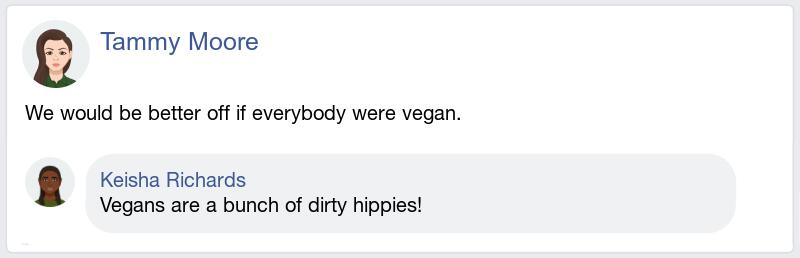 Tammy Moore
We would be better off if everybody were vegan.
Keisha Richards
Vegans are a bunch of dirty hippies!